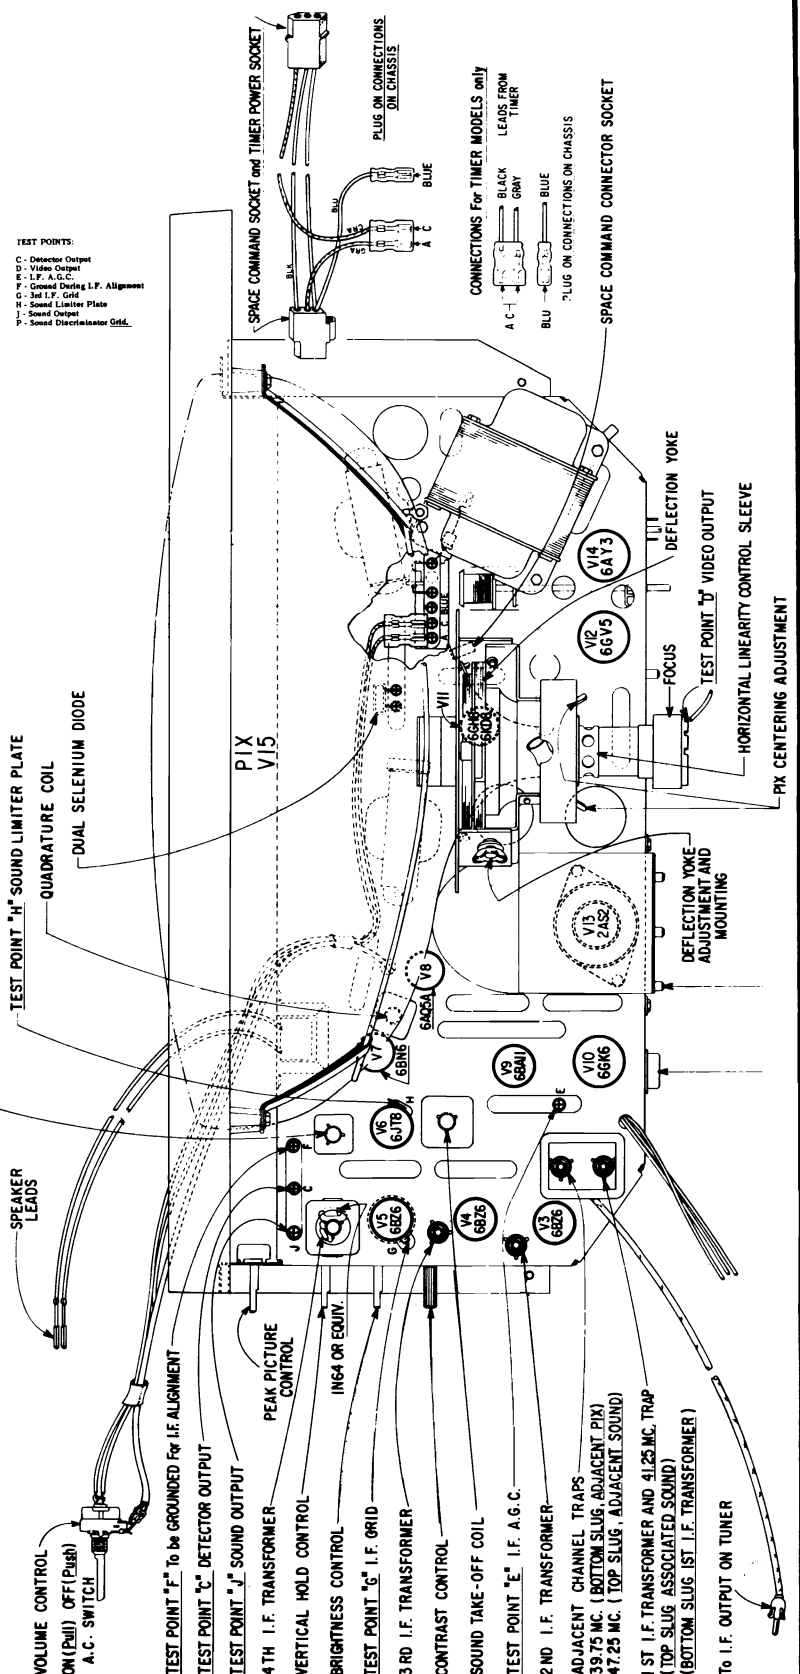 TEST POINTS:
C - Detector Output
D - Video Output
E - I.F. A.G.C.
F - Ground During I.F. Alignment
G - 3rd I.F. Grid
H - Sound Limiter Plate
J - Sound Output
P - Sound Discriminator Grid.
SPACE COMMAND SOCKET and TIMER POWER SOCKET
PLUG ON CONNECTIONS
ON CHASSIS
BLK
GRA
GRA
BLU
A
C
BLUE
CONNECTIONS For TIMER MODELS only
BLACK
GRAY
LEADS FROM
TIMER
A C
BLU
BLUE
PLUG ON CONNECTIONS ON CHASSIS
SPACE COMMAND CONNECTOR SOCKET
TEST POINT "H" SOUND LIMITER PLATE
QUADRATURE COIL
DUAL SELENIUM DIODE
PIX
V15
A C BLUE
V11
6KD8
V14
6AY3
V12
6GV5
DEFLECTION YOKE
FOCUS
TEST POINT "D" VIDEO OUTPUT
HORIZONTAL LINEARITY CONTROL SLEEVE
PIX CENTERING ADJUSTMENT
DEFLECTION YOKE
ADJUSTMENT AND
MOUNTING
V13
2AS2
V8
6AQ5A
V7
6BN6
V9
6BA11
V10
6GK6
V6
6JT8
H
E
F
C
J
V5
6BZ6
G
V4
6BZ6
V3
6BZ6
SPEAKER
LEADS
VOLUME CONTROL
ON (Pull) OFF (Push)
A.C. SWITCH
TEST POINT "F" To be GROUNDED For I.F. ALIGNMENT
TEST POINT "C" DETECTOR OUTPUT
TEST POINT "J" SOUND OUTPUT
PEAK PICTURE
CONTROL
4TH I.F. TRANSFORMER
VERTICAL HOLD CONTROL
IN64 OR EQUIV.
BRIGHTNESS CONTROL
TEST POINT "G" I.F. GRID
3RD I.F. TRANSFORMER
CONTRAST CONTROL
SOUND TAKE-OFF COIL
TEST POINT "E" I.F. A.G.C.
2ND I.F. TRANSFORMER
ADJACENT CHANNEL TRAPS
39.75 MC. (BOTTOM SLUG, ADJACENT PIX)
47.25 MC. (TOP SLUG, ADJACENT SOUND)
1ST I.F. TRANSFORMER AND 41.25 MC. TRAP
(TOP SLUG ASSOCIATED SOUND)
(BOTTOM SLUG 1ST I.F. TRANSFORMER)
To I.F. OUTPUT ON TUNER